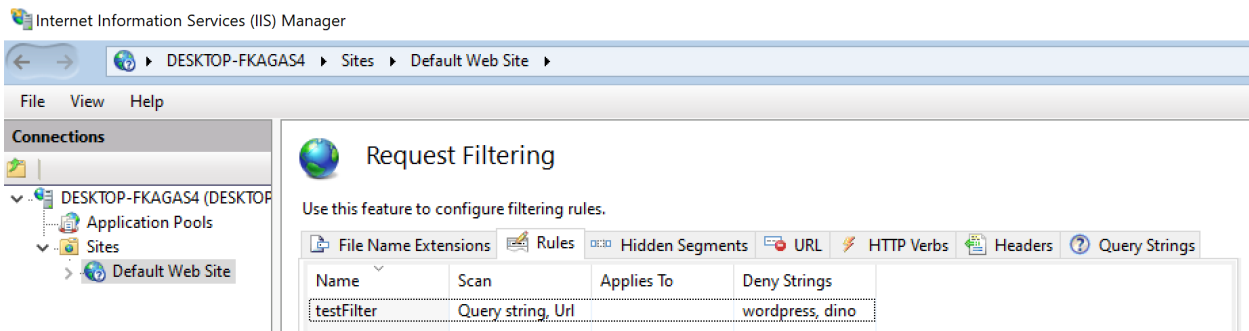 Internet Information Services (IIS) Manager
DESKTOP-FKAGAS4 Sites Default Web Site
File View Help
Connections
DESKTOP-FKAGAS4 (DESKTOP
Application Pools
Sites
Default Web Site
Request Filtering
Use this feature to configure filtering rules.
File Name Extensions Rules Hidden Segments URL HTTP Verbs Headers Query Strings
Name Scan Applies To Deny Strings
testFilter Query string, Url wordpress, dino